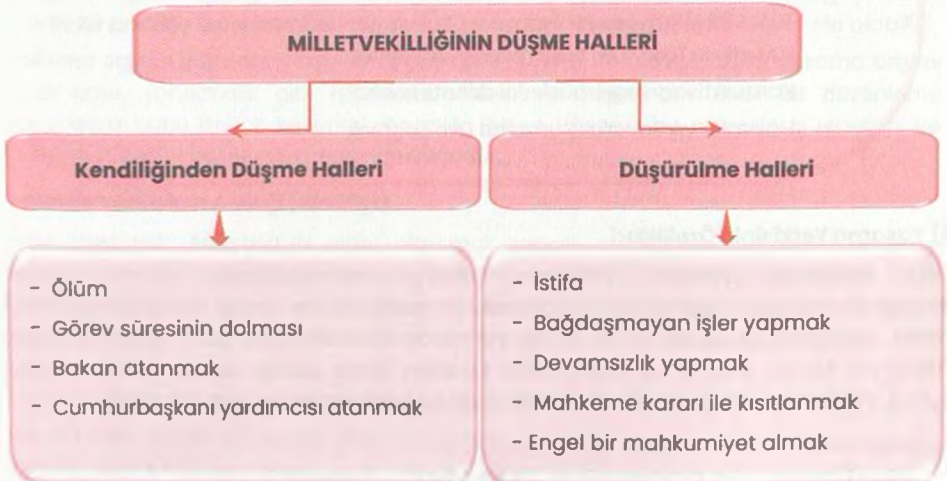 MİLLETVEKİLLİĞİNİN DÜŞME HALLERİ
Kendiliğinden Düşme Halleri
- Ölüm
- Görev süresinin dolması
- Bakan atanmak
- Cumhurbaşkanı yardımcısı atanmak
Düşürülme Halleri
- İstifa
- Bağdaşmayan işler yapmak
- Devamsızlık yapmak
- Mahkeme kararı ile kısıtlanmak
- Engel bir mahkumiyet almak